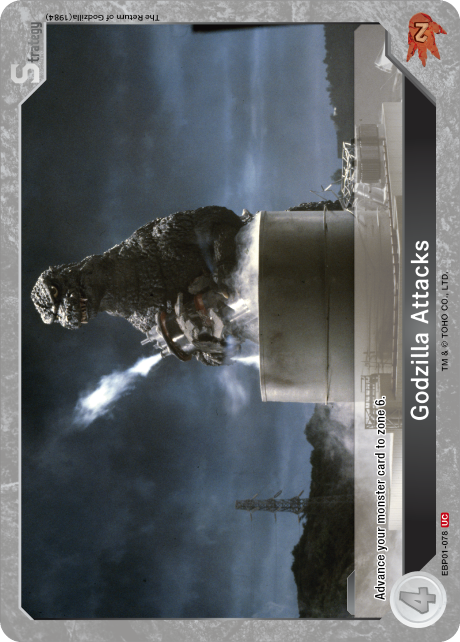 Strategy
The Return of Godzilla(1984)
2
Advance your monster card to zone 6.
Godzilla Attacks
4
TM & © TOHO CO., LTD.
EBP01-078 UC